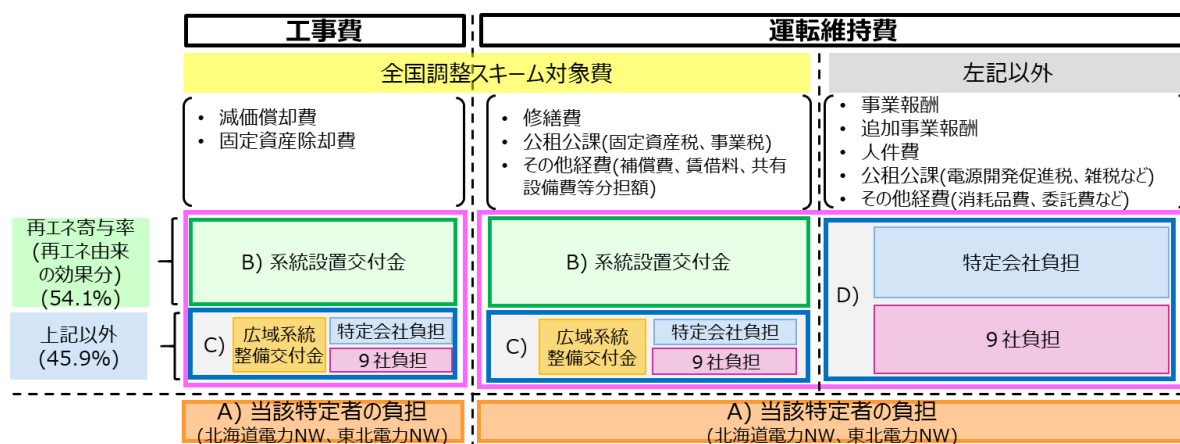 工事費
運転維持費
全国調整スキーム対象費
左記以外
• 減価償却費
• 固定資産除却費
• 修繕費
• 公租公課(固定資産税、事業税)
• その他経費(補償費、賃借料、共有
設備費等分担額)
• 事業報酬
• 追加事業報酬
• 人件費
• 公租公課(電源開発促進税、雑税など)
• その他経費(消耗品費、委託費など)
再エネ寄与率
(再エネ由来
の効果分)
(54.1%)
B) 系統設置交付金
B) 系統設置交付金
D)
特定会社負担
9社負担
上記以外
(45.9%)
C)
広域系統
整備交付金
特定会社負担
9社負担
C)
広域系統
整備交付金
特定会社負担
9社負担
A) 当該特定者の負担
(北海道電力NW、東北電力NW)
A) 当該特定者の負担
(北海道電力NW、東北電力NW)